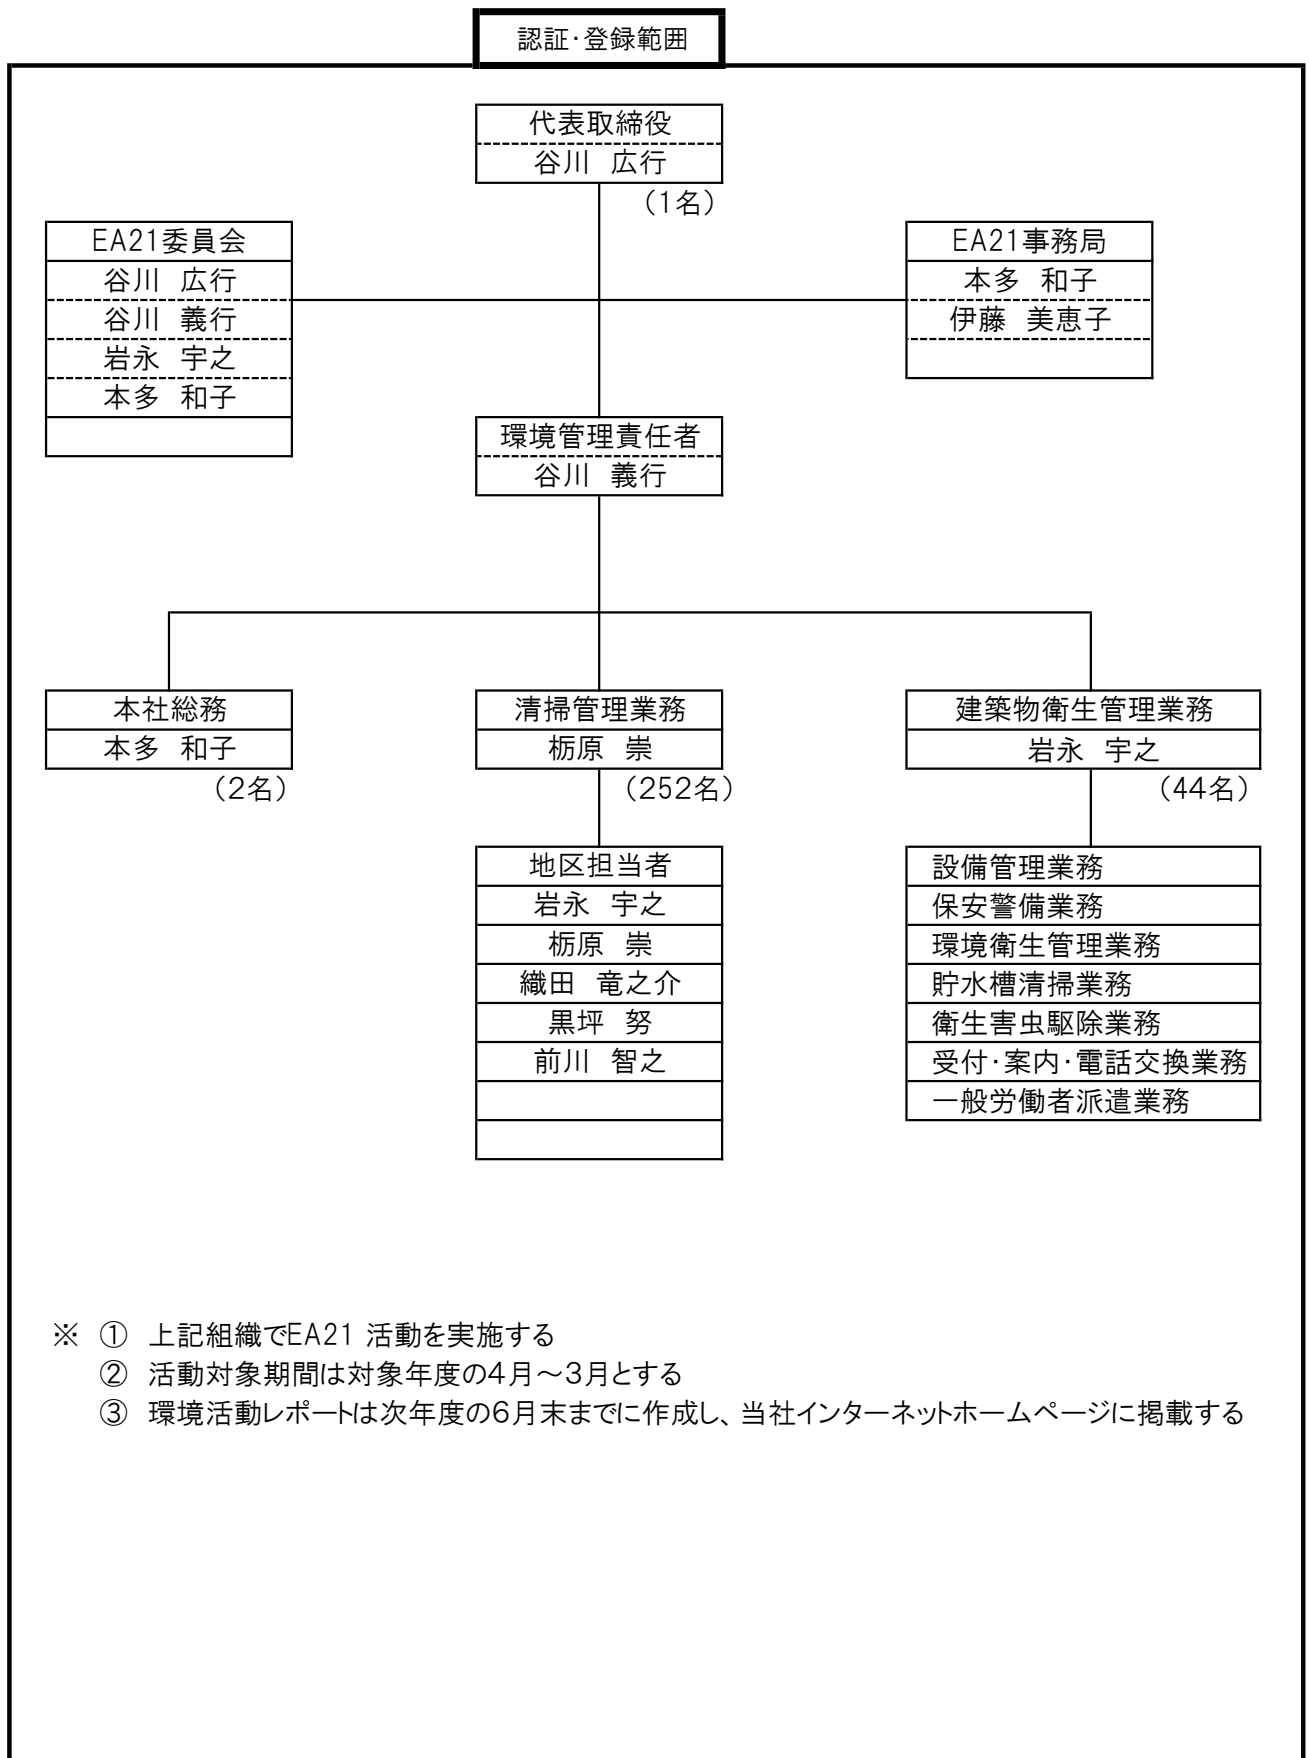 認証・登録範囲
代表取締役
谷川　広行
（1名）
EA21委員会
谷川　広行
谷川　義行
岩永　宇之
本多　和子
EA21事務局
本多　和子
伊藤　美恵子
環境管理責任者
谷川　義行
本社総務
本多　和子
（2名）
清掃管理業務
栃原　崇
（252名）
建築物衛生管理業務
岩永　宇之
（44名）
地区担当者
岩永　宇之
栃原　崇
織田　竜之介
黒坪　努
前川　智之
設備管理業務
保安警備業務
環境衛生管理業務
貯水槽清掃業務
衛生害虫駆除業務
受付・案内・電話交換業務
一般労働者派遣業務
※ ①　上記組織でEA21 活動を実施する
②　活動対象期間は対象年度の4月～3月とする
③　環境活動レポートは次年度の6月末までに作成し、当社インターネットホームページに掲載する